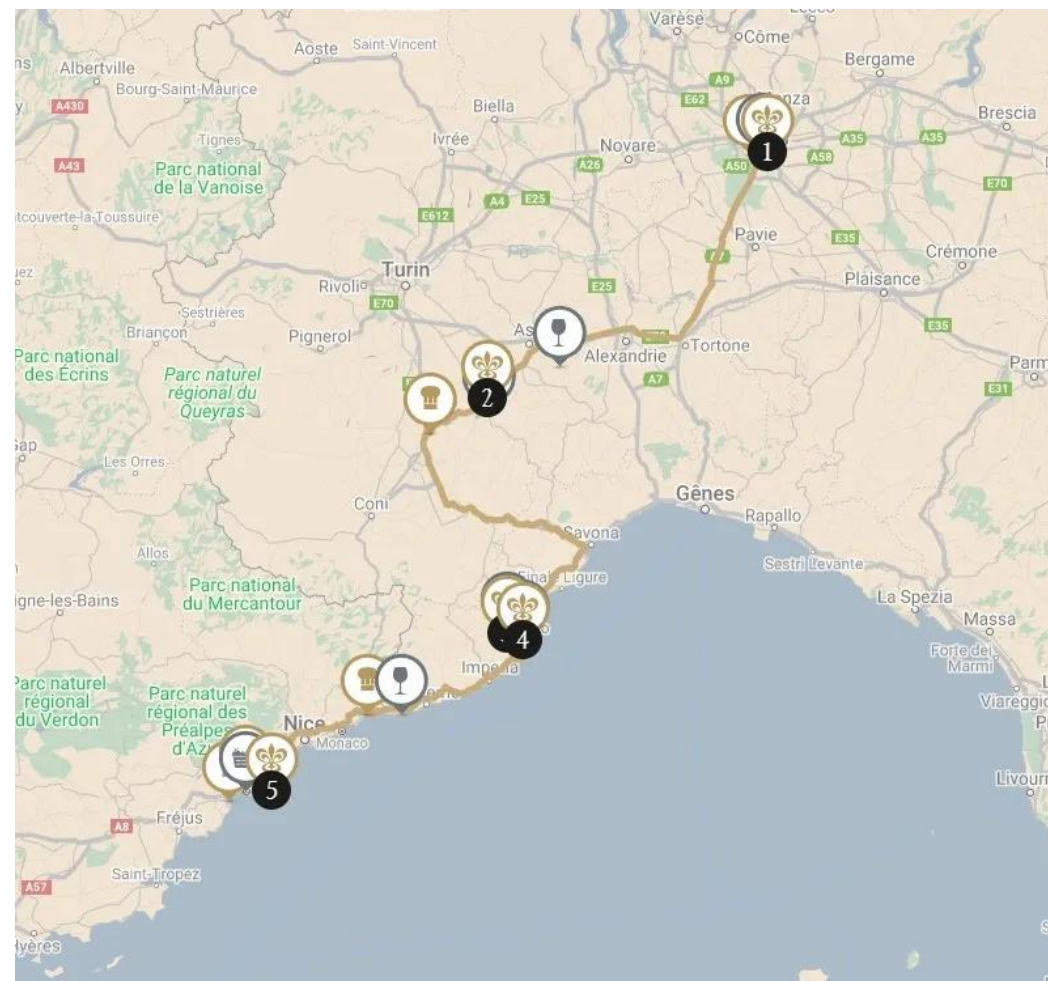 Varèse
Côme
Aoste
Saint-Vincent
Albertville
Bergame
Bourg-Saint-Maurice
A9
E62
A430
Biella
Brescia
Tignes
Ivrée
Novare
A26
A50
A58
A35
A35
A43
Parc national
de la Vanoise
A4
E25
E70
E612
1
Pavie
E35
Crémone
Turin
Rivoli
E70
E25
Plaisance
Sestrières
Briançon
Pignerol
E35
Alexandrie
Tortone
Parc national
des Écrins
Parc naturel
régional du
Queyras
A7
E31
2
Les Orres
Coni
Gênes
Rapallo
Savona
Sestri Levante
Allos
Parc national
du Mercantour
La Spezia
Massa
4
Forte dei
Marmi
Parc naturel
régional
du Verdon
Parc naturel
régional des
Préalpes
Nice
Monaco
5
Fréjus
A8
Saint-Tropez
A57